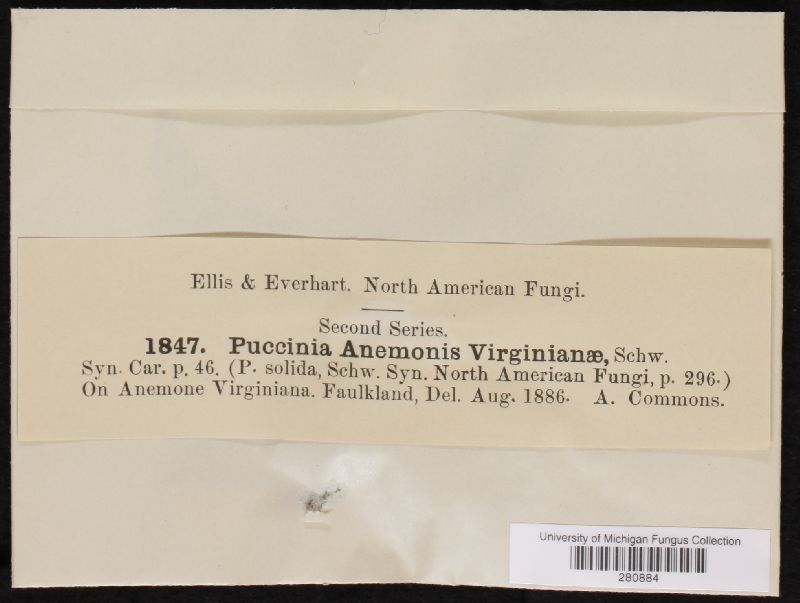 Ellis & Everhart. North American Fungi.
Second Series.
1847. Puccinia Anemonis Virginianæ, Schw.
Syn. Car. p. 46. (P. solida, Schw. Syn. North American Fungi, p. 296.)
On Anemone Virginiana. Faulkland, Del. Aug. 1886. A. Commons.
University of Michigan Fungus Collection
280884